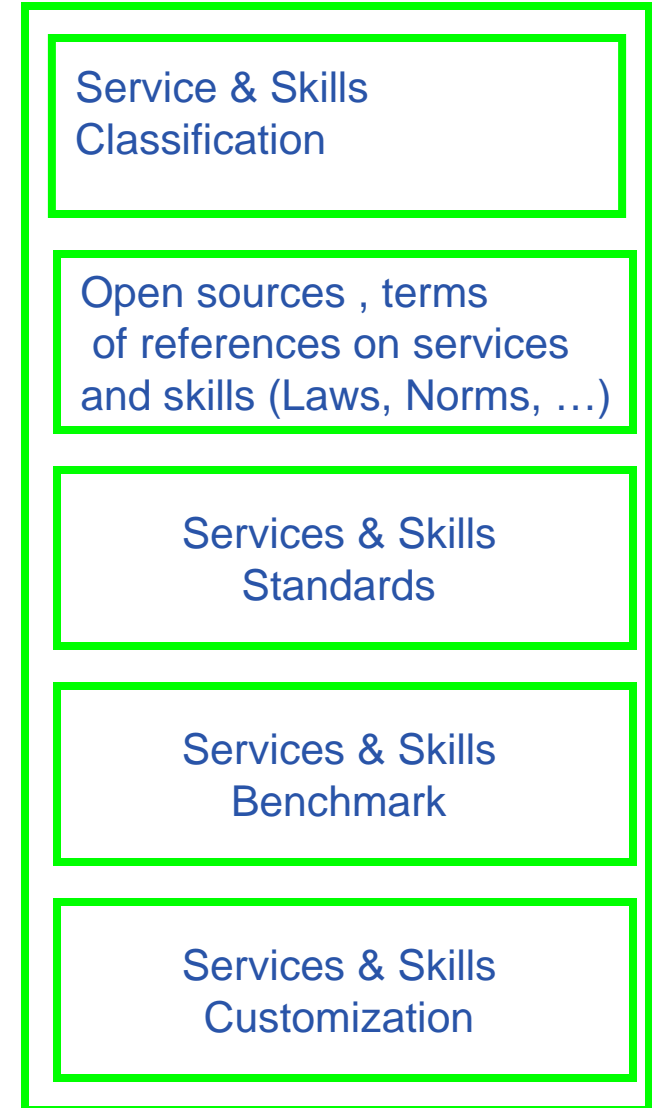 Service & Skills
Classification
Open sources , terms
of references on services
and skills (Laws, Norms, …)
Services & Skills
Standards
Services & Skills
Benchmark
Services & Skills
Customization